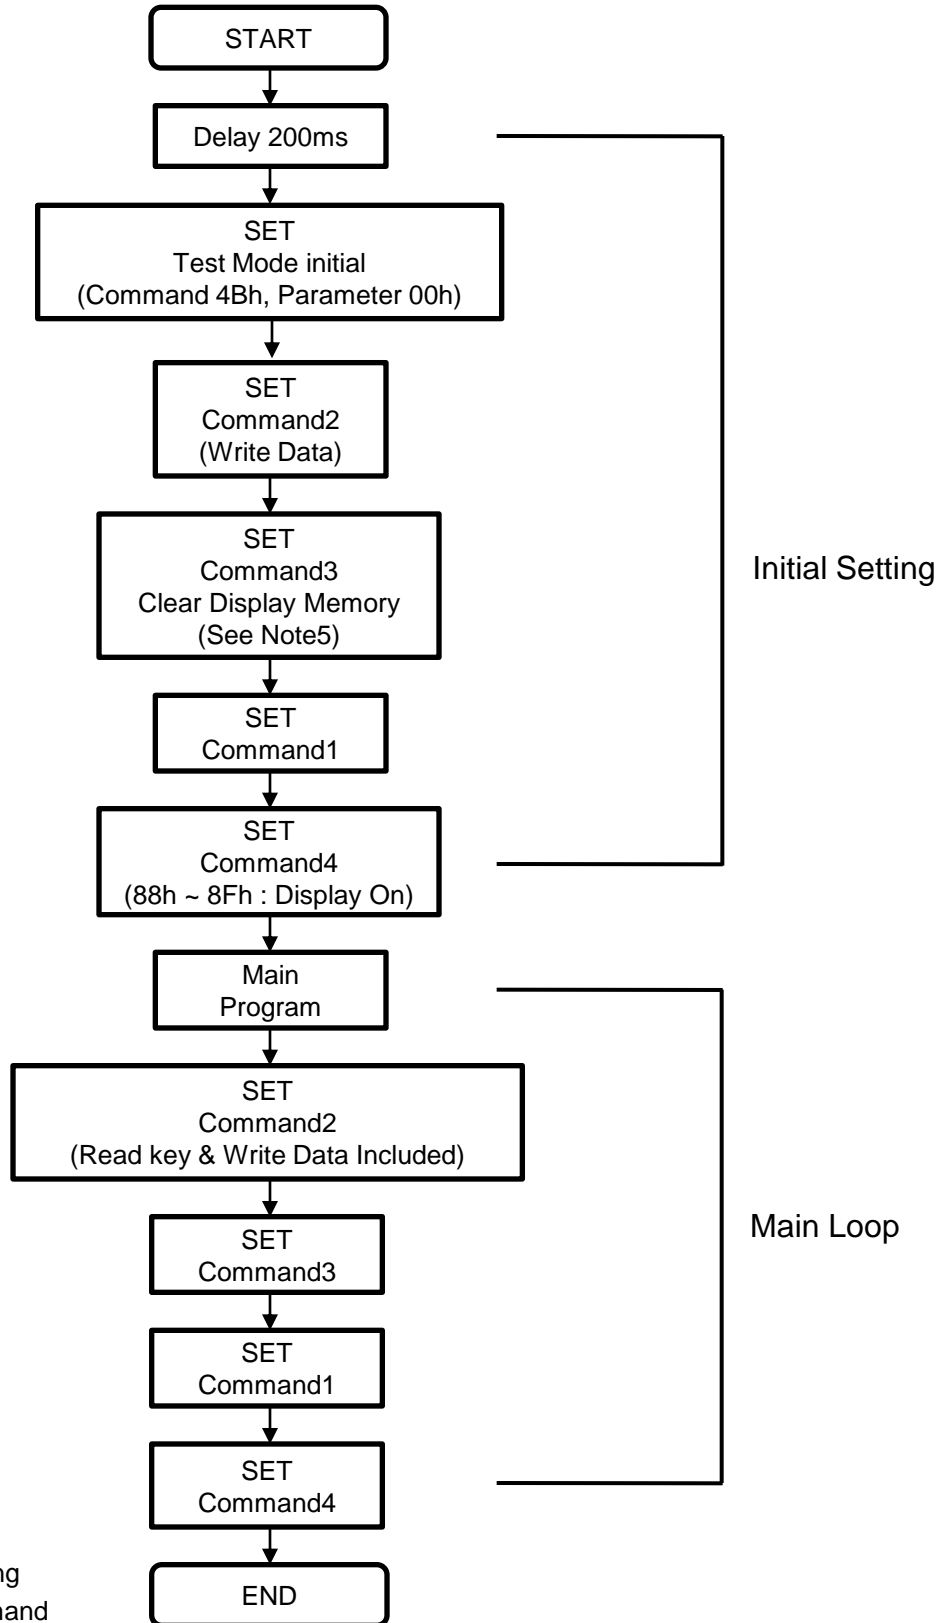 START
Delay 200ms
SET
Test Mode initial
(Command 4Bh, Parameter 00h)
SET
Command2
(Write Data)
SET
Command3
Clear Display Memory
(See Note5)
Initial Setting
SET
Command1
SET
Command4
(88h ~ 8Fh : Display On)
Main
Program
SET
Command2
(Read key & Write Data Included)
SET
Command3
Main Loop
SET
Command1
SET
Command4
END